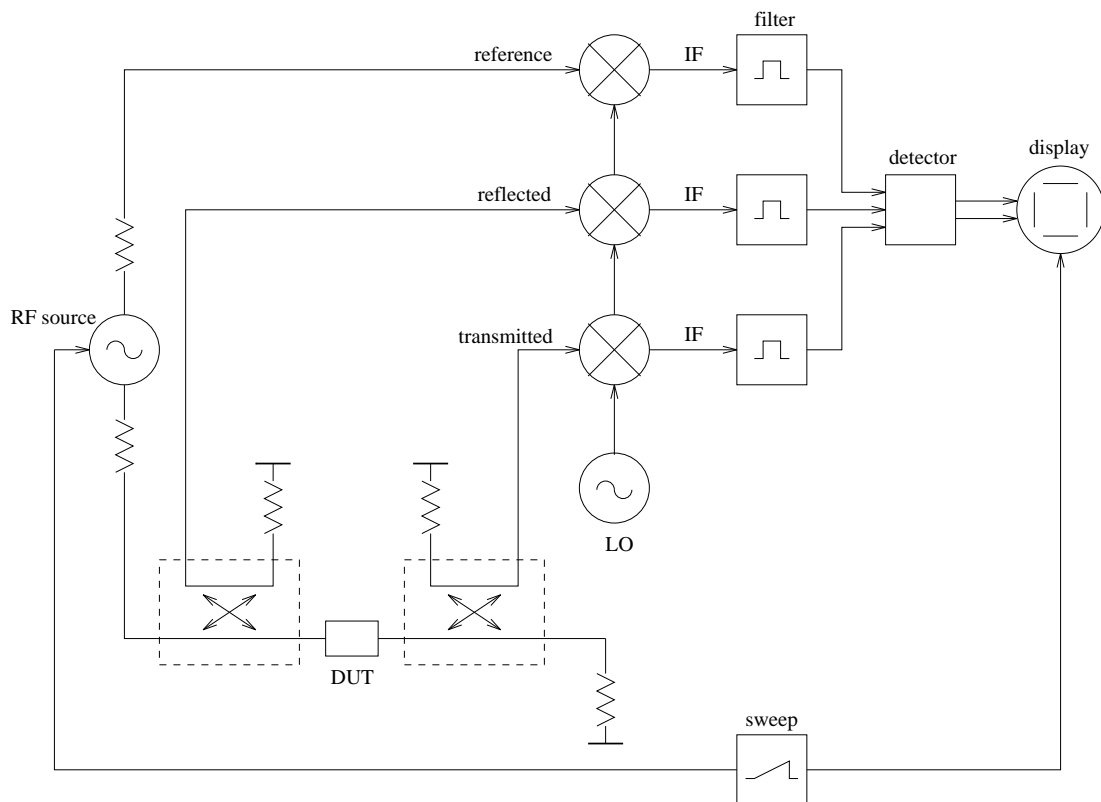 filter
reference
IF
display
detector
reflected
IF
RF source
transmitted
IF
LO
DUT
sweep